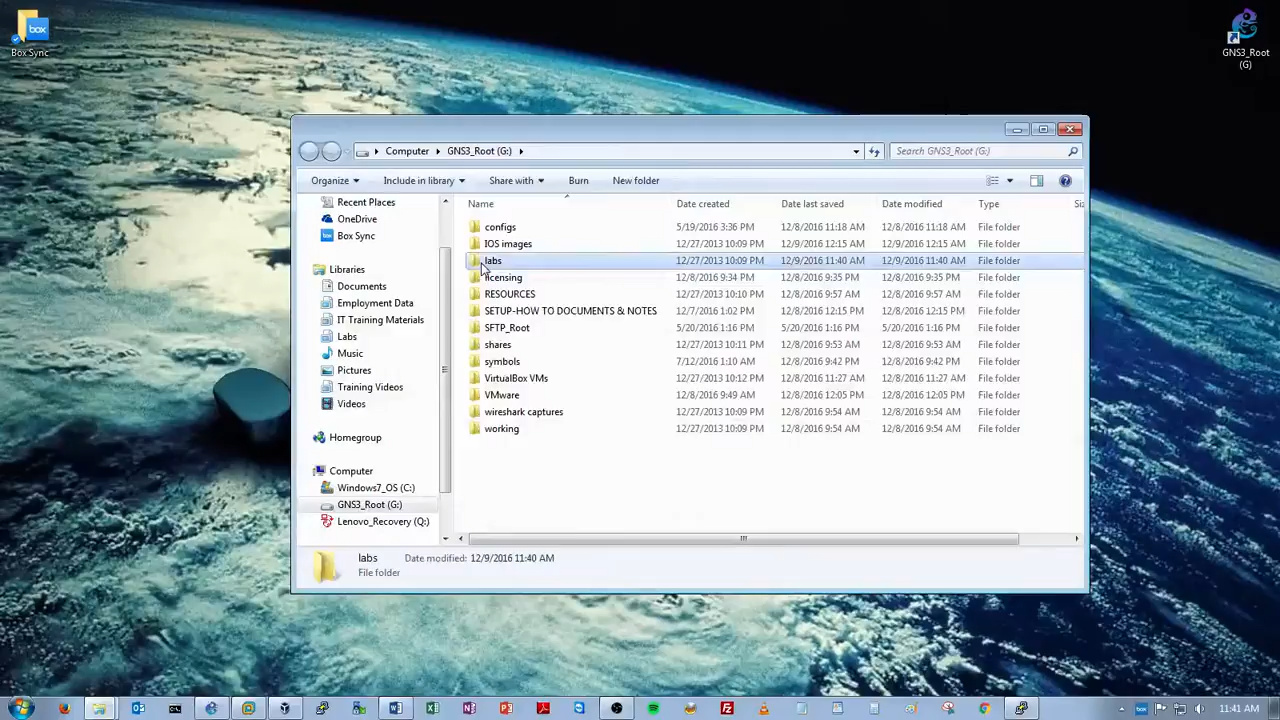 Box Sync
GNS3_Root
(G)
Computer
GNS3_Root (G:)
Search GNS3_Root (G:)
Organize
Include in library
Share with
Burn
New folder
Name
Date created
Date last saved
Date modified
Type
Siz
Recent Places
OneDrive
Box Sync
Libraries
Documents
Employment Data
IT Training Materials
Labs
Music
Pictures
Training Videos
Videos
Homegroup
Computer
Windows7_OS (C:)
GNS3_Root (G:)
Lenovo_Recovery (Q:)
configs 5/19/2016 3:36 PM 12/8/2016 11:18 AM 12/8/2016 11:18 AM File folder
IOS images 12/27/2013 10:09 PM 12/9/2016 12:15 AM 12/9/2016 12:15 AM File folder
labs 12/27/2013 10:09 PM 12/9/2016 11:40 AM 12/9/2016 11:40 AM File folder
licensing 12/8/2016 9:34 PM 12/8/2016 9:35 PM 12/8/2016 9:35 PM File folder
RESOURCES 12/27/2013 10:10 PM 12/8/2016 9:57 AM 12/8/2016 9:57 AM File folder
SETUP-HOW TO DOCUMENTS & NOTES 12/7/2016 1:02 PM 12/8/2016 12:15 PM 12/8/2016 12:15 PM File folder
SFTP_Root 5/20/2016 1:16 PM 5/20/2016 1:16 PM 5/20/2016 1:16 PM File folder
shares 12/27/2013 10:11 PM 12/8/2016 9:53 AM 12/8/2016 9:53 AM File folder
symbols 7/12/2016 1:10 AM 12/8/2016 9:42 PM 12/8/2016 9:42 PM File folder
VirtualBox VMs 12/27/2013 10:12 PM 12/8/2016 11:27 AM 12/8/2016 11:27 AM File folder
VMware 12/8/2016 9:49 AM 12/8/2016 12:05 PM 12/8/2016 12:05 PM File folder
wireshark captures 12/27/2013 10:09 PM 12/8/2016 9:54 AM 12/8/2016 9:54 AM File folder
working 12/27/2013 10:09 PM 12/8/2016 9:54 AM 12/8/2016 9:54 AM File folder
labs Date modified: 12/9/2016 11:40 AM
File folder
11:41 AM